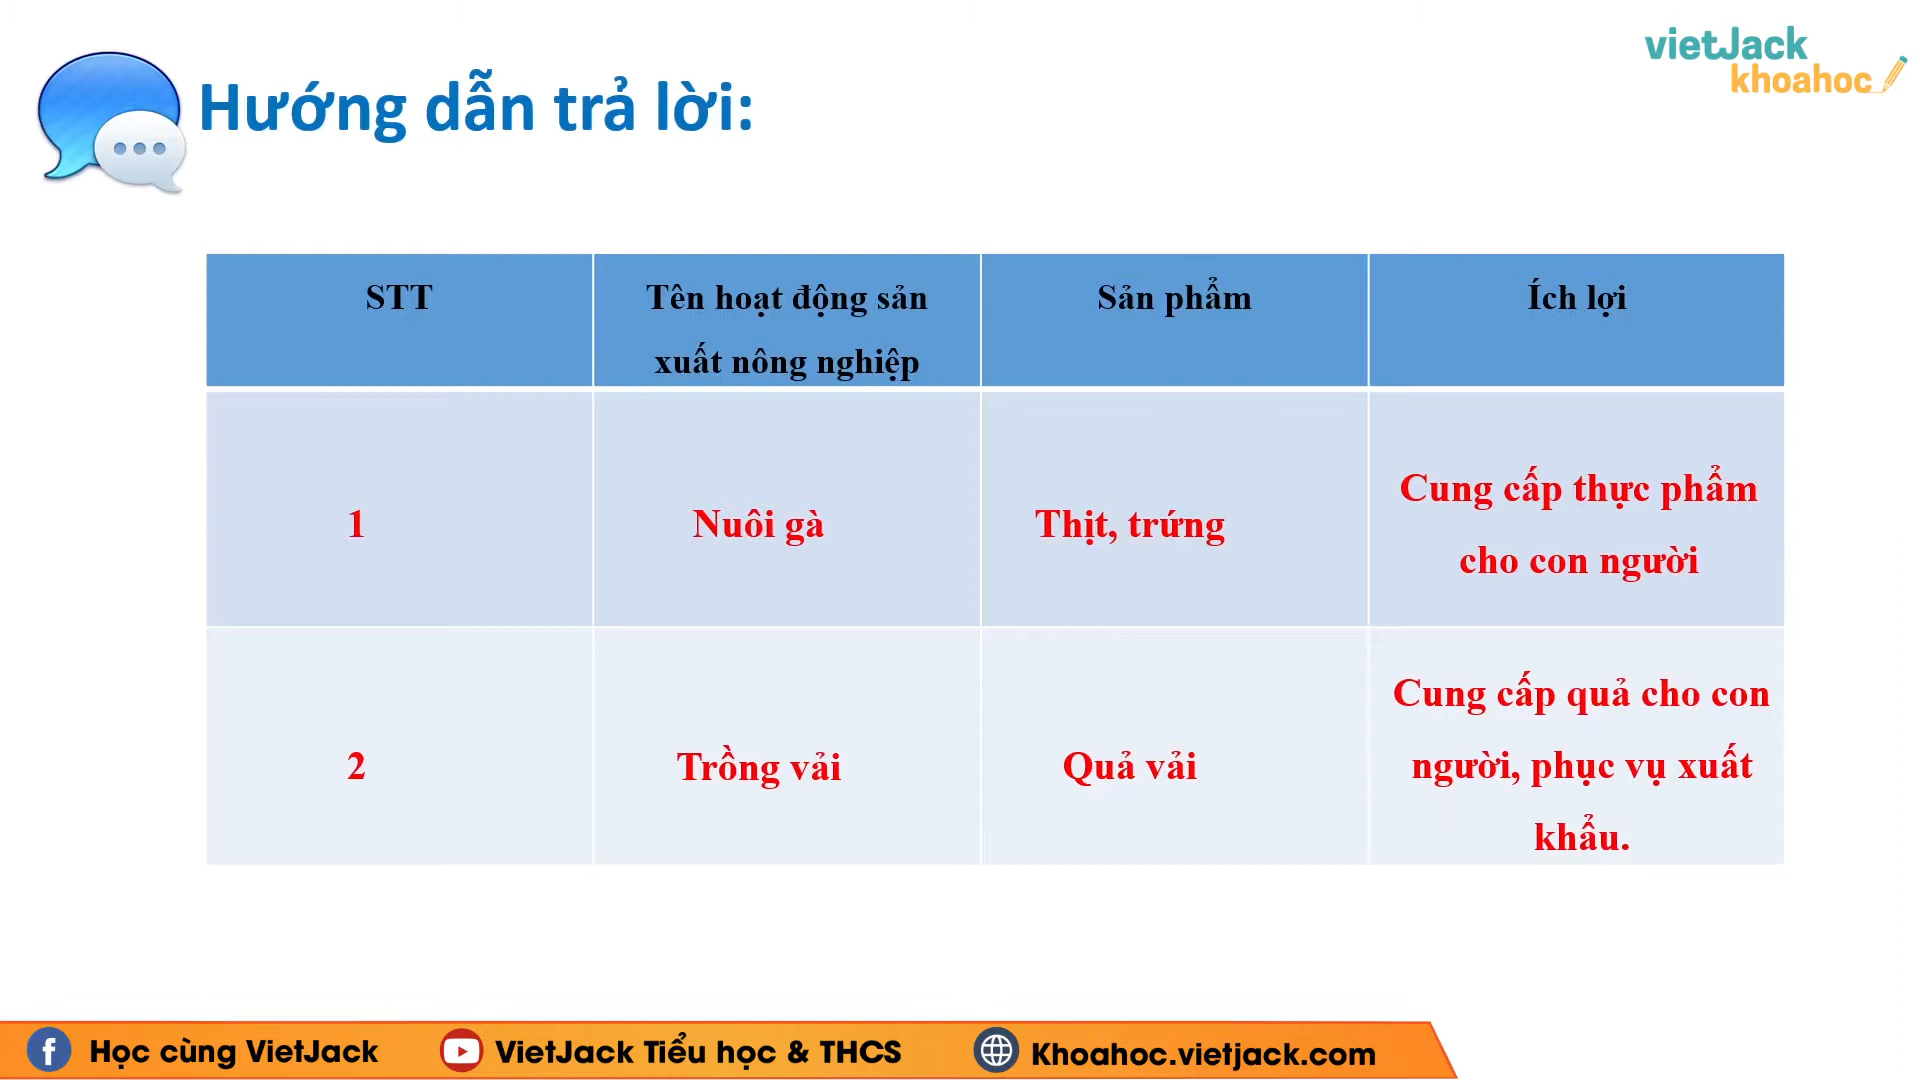 vietJack
khoahoc
Hướng dẫn trả lời:
STT
Tên hoạt động sản
xuất nông nghiệp
Sản phẩm
Ích lợi
1
Nuôi gà
Thịt, trứng
Cung cấp thực phẩm
cho con người
2
Trồng vải
Quả vải
Cung cấp quả cho con
người, phục vụ xuất
khẩu.
Học cùng VietJack
VietJack Tiểu học & THCS
Khoahoc.vietjack.com